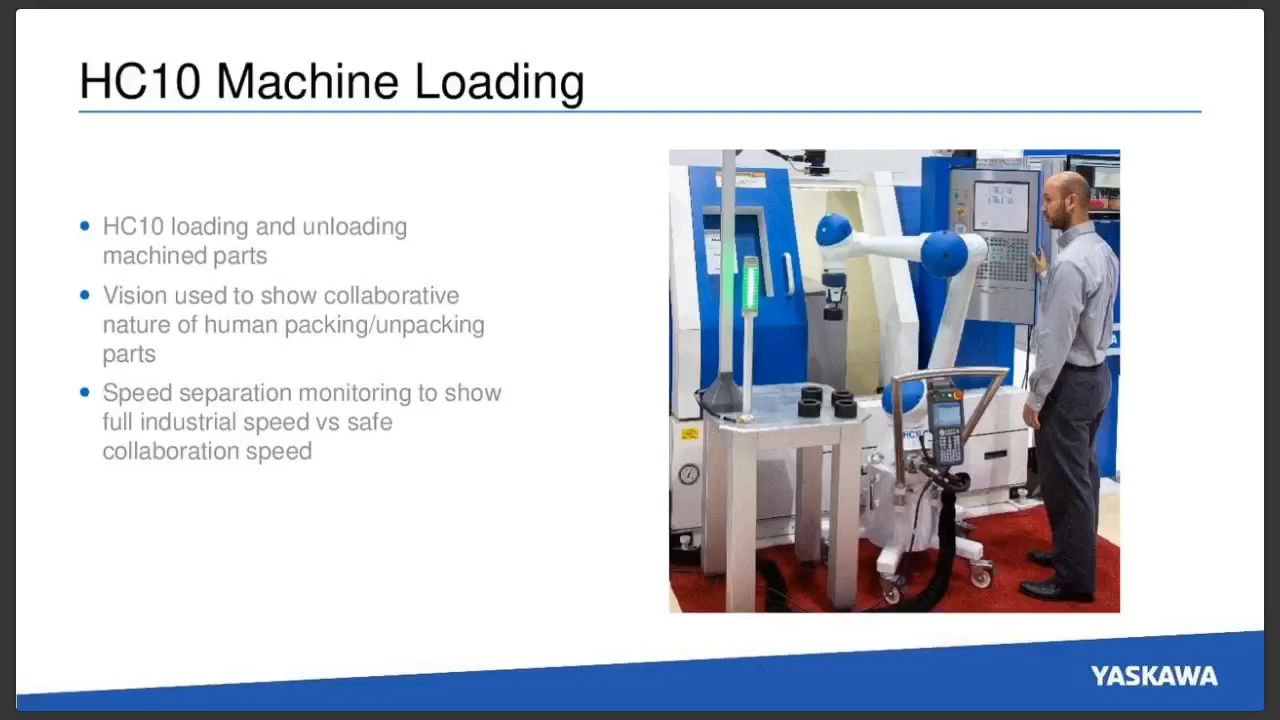 HC10 Machine Loading
HC10 loading and unloading
machined parts
Vision used to show collaborative
nature of human packing/unpacking
parts
Speed separation monitoring to show
full industrial speed vs safe
collaboration speed
HC10
YASKAWA